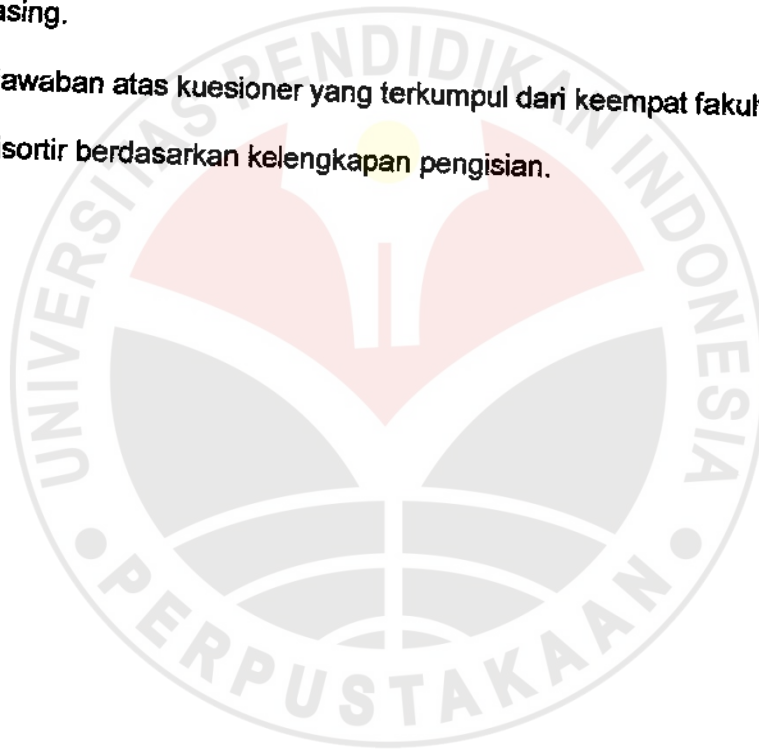 asing.
awaban atas kuesioner yang terkumpul dari keempat fakul
sortir berdasarkan kelengkapan pengisian.
UNIVERSITAS PENDIDIKAN INDONESIA
PERPUSTAKAAN